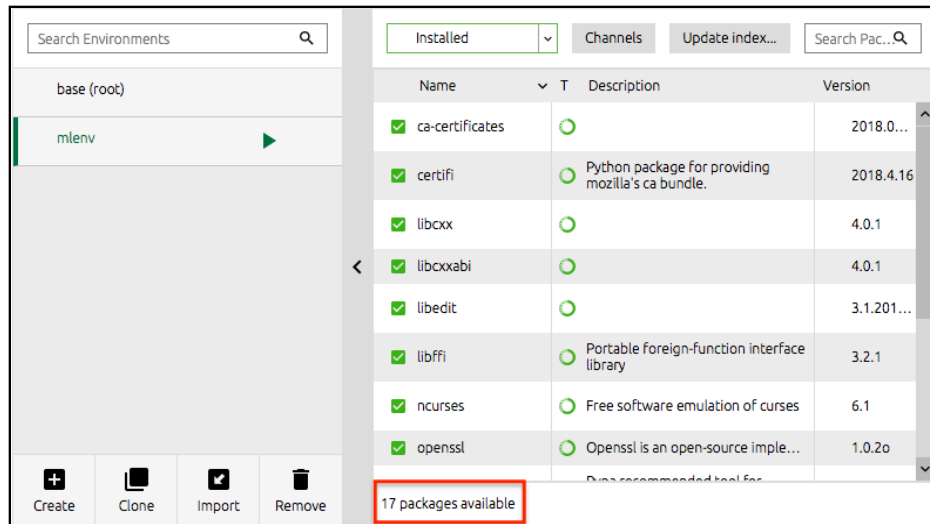 Search Environments
base (root)
mlenv
Create
Clone
Import
Remove
Installed
Channels
Update index...
Search Pac...
Name
T
Description
Version
ca-certificates
2018.0...
certifi
Python package for providing
mozilla's ca bundle.
2018.4.16
libcxx
4.0.1
libcxxabi
4.0.1
libedit
3.1.201...
libffi
Portable foreign-function interface
library
3.2.1
ncurses
Free software emulation of curses
6.1
openssl
Openssl is an open-source imple...
1.0.2o
recommended tool for
17 packages available